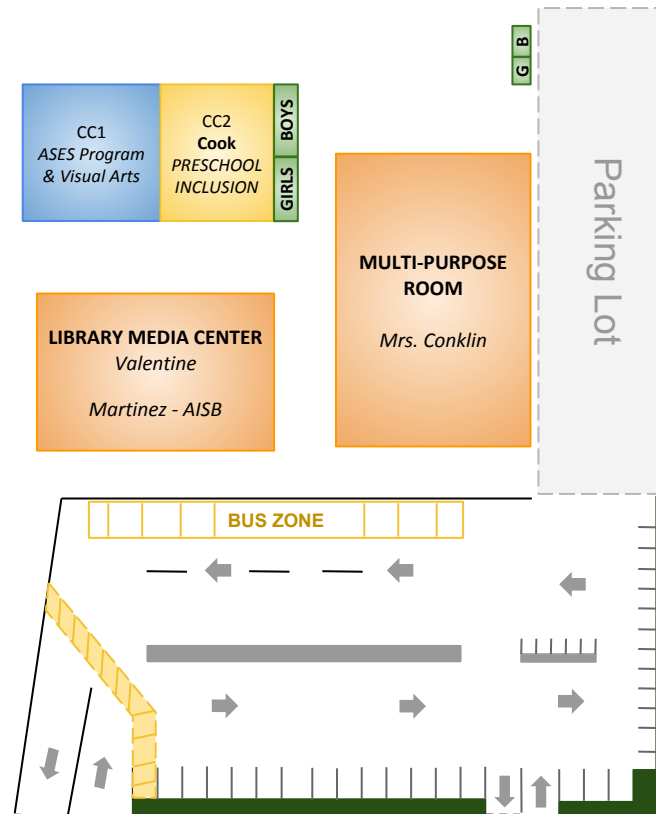 B
G
CC1
ASES Program
& Visual Arts
CC2
Cook
PRESCHOOL
INCLUSION
BOYS
GIRLS
Parking Lot
MULTI-PURPOSE
ROOM
Mrs. Conklin
LIBRARY MEDIA CENTER
Valentine
Martinez - AISB
BUS ZONE